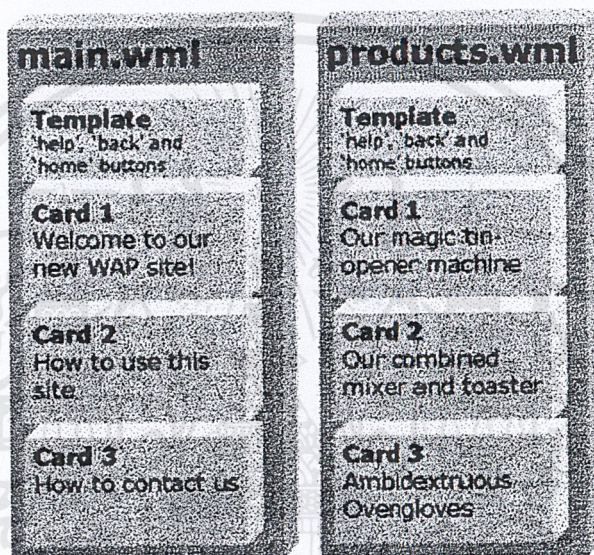 main.wml
Template
'help', 'back' and
'home' buttons
Card 1
Welcome to our
new WAP site!
Card 2
How to use this
site
Card 3
How to contact us
products.wml
Template
'help', 'back' and
'home' buttons
Card 1
Our magic tin-
opener machine
Card 2
Our combined
mixer and toaster
Card 3
Ambidextruous
Ovengloves